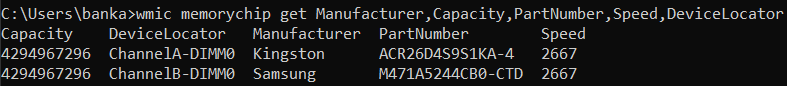 C:\Users\banka>wmic memorychip get Manufacturer,Capacity,PartNumber,Speed,DeviceLocator
Capacity    DeviceLocator   Manufacturer  PartNumber       Speed
4294967296  ChannelA-DIMM0  Kingston      ACR26D4S9S1KA-4  2667
4294967296  ChannelB-DIMM0  Samsung       M471A5244CB0-CTD  2667